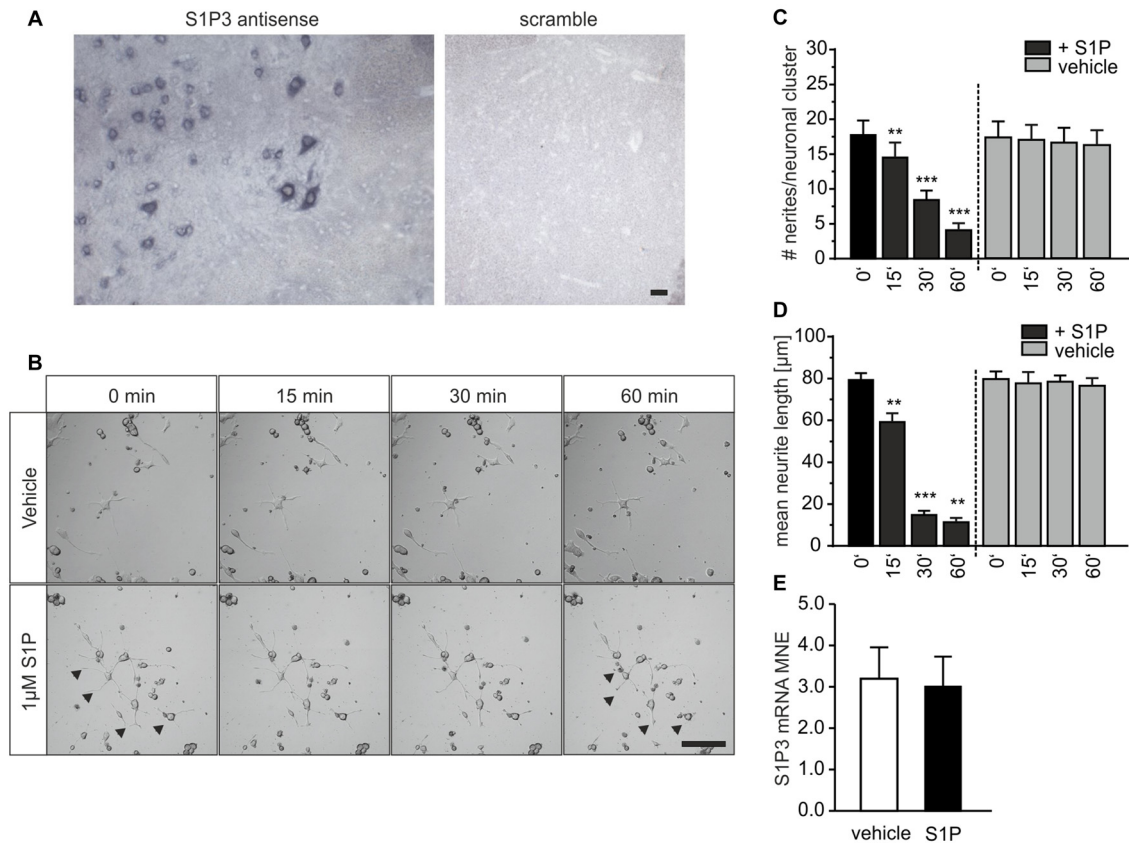 A
S1P3 antisense
scramble
B
0 min
15 min
30 min
60 min
Vehicle
1µM S1P
C
# nerites/neuronal cluster
30
25
20
15
10
5
0
+ S1P
vehicle
**
***
***
0‘ 15‘ 30‘ 60‘ 0‘ 15‘ 30‘ 60‘
D
mean neurite length [µm]
100
80
60
40
20
0
+ S1P
vehicle
**
***
**
0‘ 15‘ 30‘ 60‘ 0‘ 15‘ 30‘ 60‘
E
S1P3 mRNA MNE
5.0
4.0
3.0
2.0
1.0
0.0
vehicle S1P